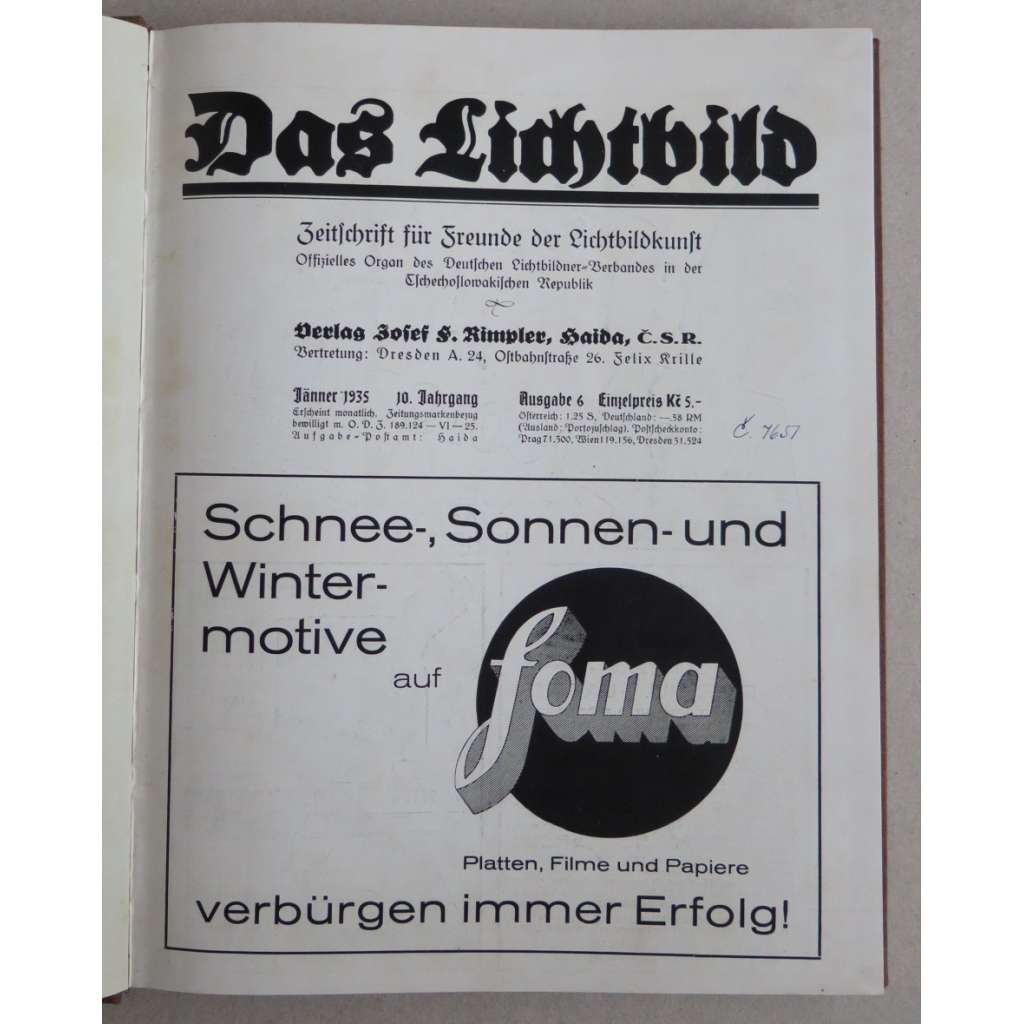 Das Lichtbild
Zeitschrift für Freunde der Lichtbildkunst
Offizielles Organ des Deutschen Lichtbildner-Verbandes in der
Tschechoslowakischen Republik
Verlag Josef F. Rimpler, Haida, Č.S.R.
Vertretung: Dresden A. 24, Ostbahnstraße 26. Felix Krille
Jänner 1935 10. Jahrgang
Erscheint monatlich. Zeitungsmarkenbezug
bewilligt m. O. D. Z. 189.124 — VI — 25.
Aufgabe-Postamt: Haida
Ausgabe 6 Einzelpreis Kč 5.–
Österreich: 1.25 S, Deutschland: —.58 RM
(Ausland: Portozuschlag). Postscheckkonto:
Prag 71.500, Wien 119.156, Dresden 31.524
Č. 7651
Schnee-, Sonnen- und
Winter-
motive
auf
foma
Platten, Filme und Papiere
verbürgen immer Erfolg!